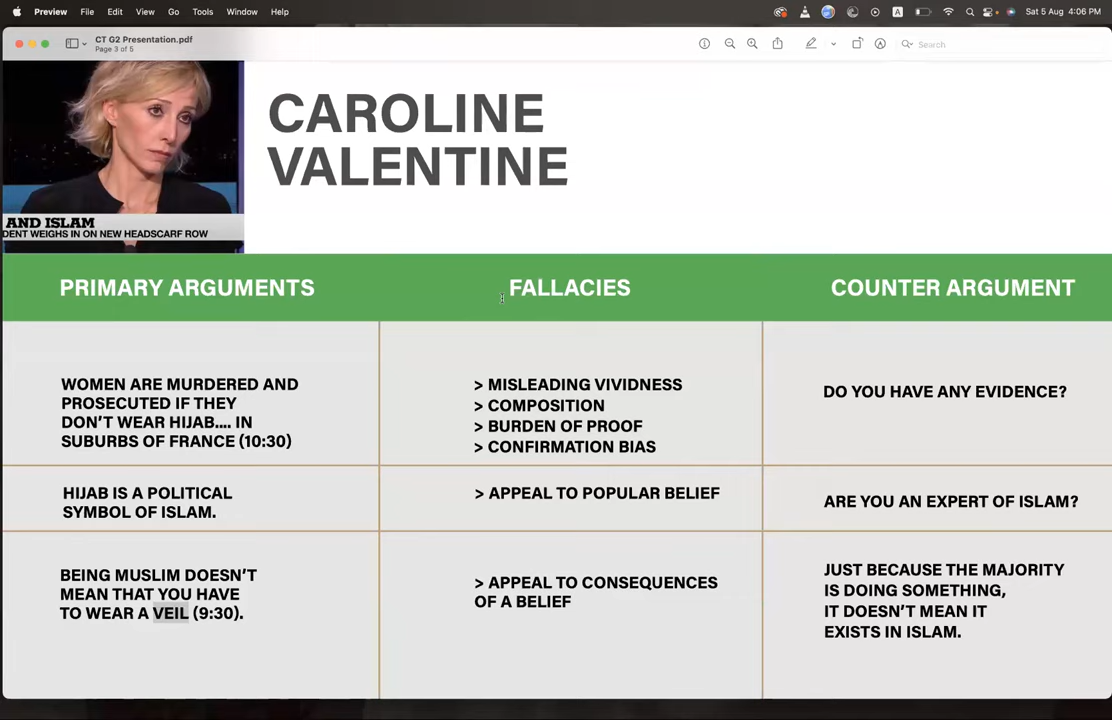 Preview File Edit View Go Tools Window Help
A
Sat 5 Aug 4:06 PM
CT G2 Presentation.pdf
Page 3 of 5
Search
AND ISLAM
DENT WEIGHS IN ON NEW HEADSCARF ROW
CAROLINE
VALENTINE
PRIMARY ARGUMENTS
FALLACIES
COUNTER ARGUMENT
WOMEN ARE MURDERED AND
PROSECUTED IF THEY
DON'T WEAR HIJAB.... IN
SUBURBS OF FRANCE (10:30)
> MISLEADING VIVIDNESS
> COMPOSITION
> BURDEN OF PROOF
> CONFIRMATION BIAS
DO YOU HAVE ANY EVIDENCE?
HIJAB IS A POLITICAL
SYMBOL OF ISLAM.
> APPEAL TO POPULAR BELIEF
ARE YOU AN EXPERT OF ISLAM?
BEING MUSLIM DOESN'T
MEAN THAT YOU HAVE
TO WEAR A VEIL (9:30).
> APPEAL TO CONSEQUENCES
OF A BELIEF
JUST BECAUSE THE MAJORITY
IS DOING SOMETHING,
IT DOESN'T MEAN IT
EXISTS IN ISLAM.